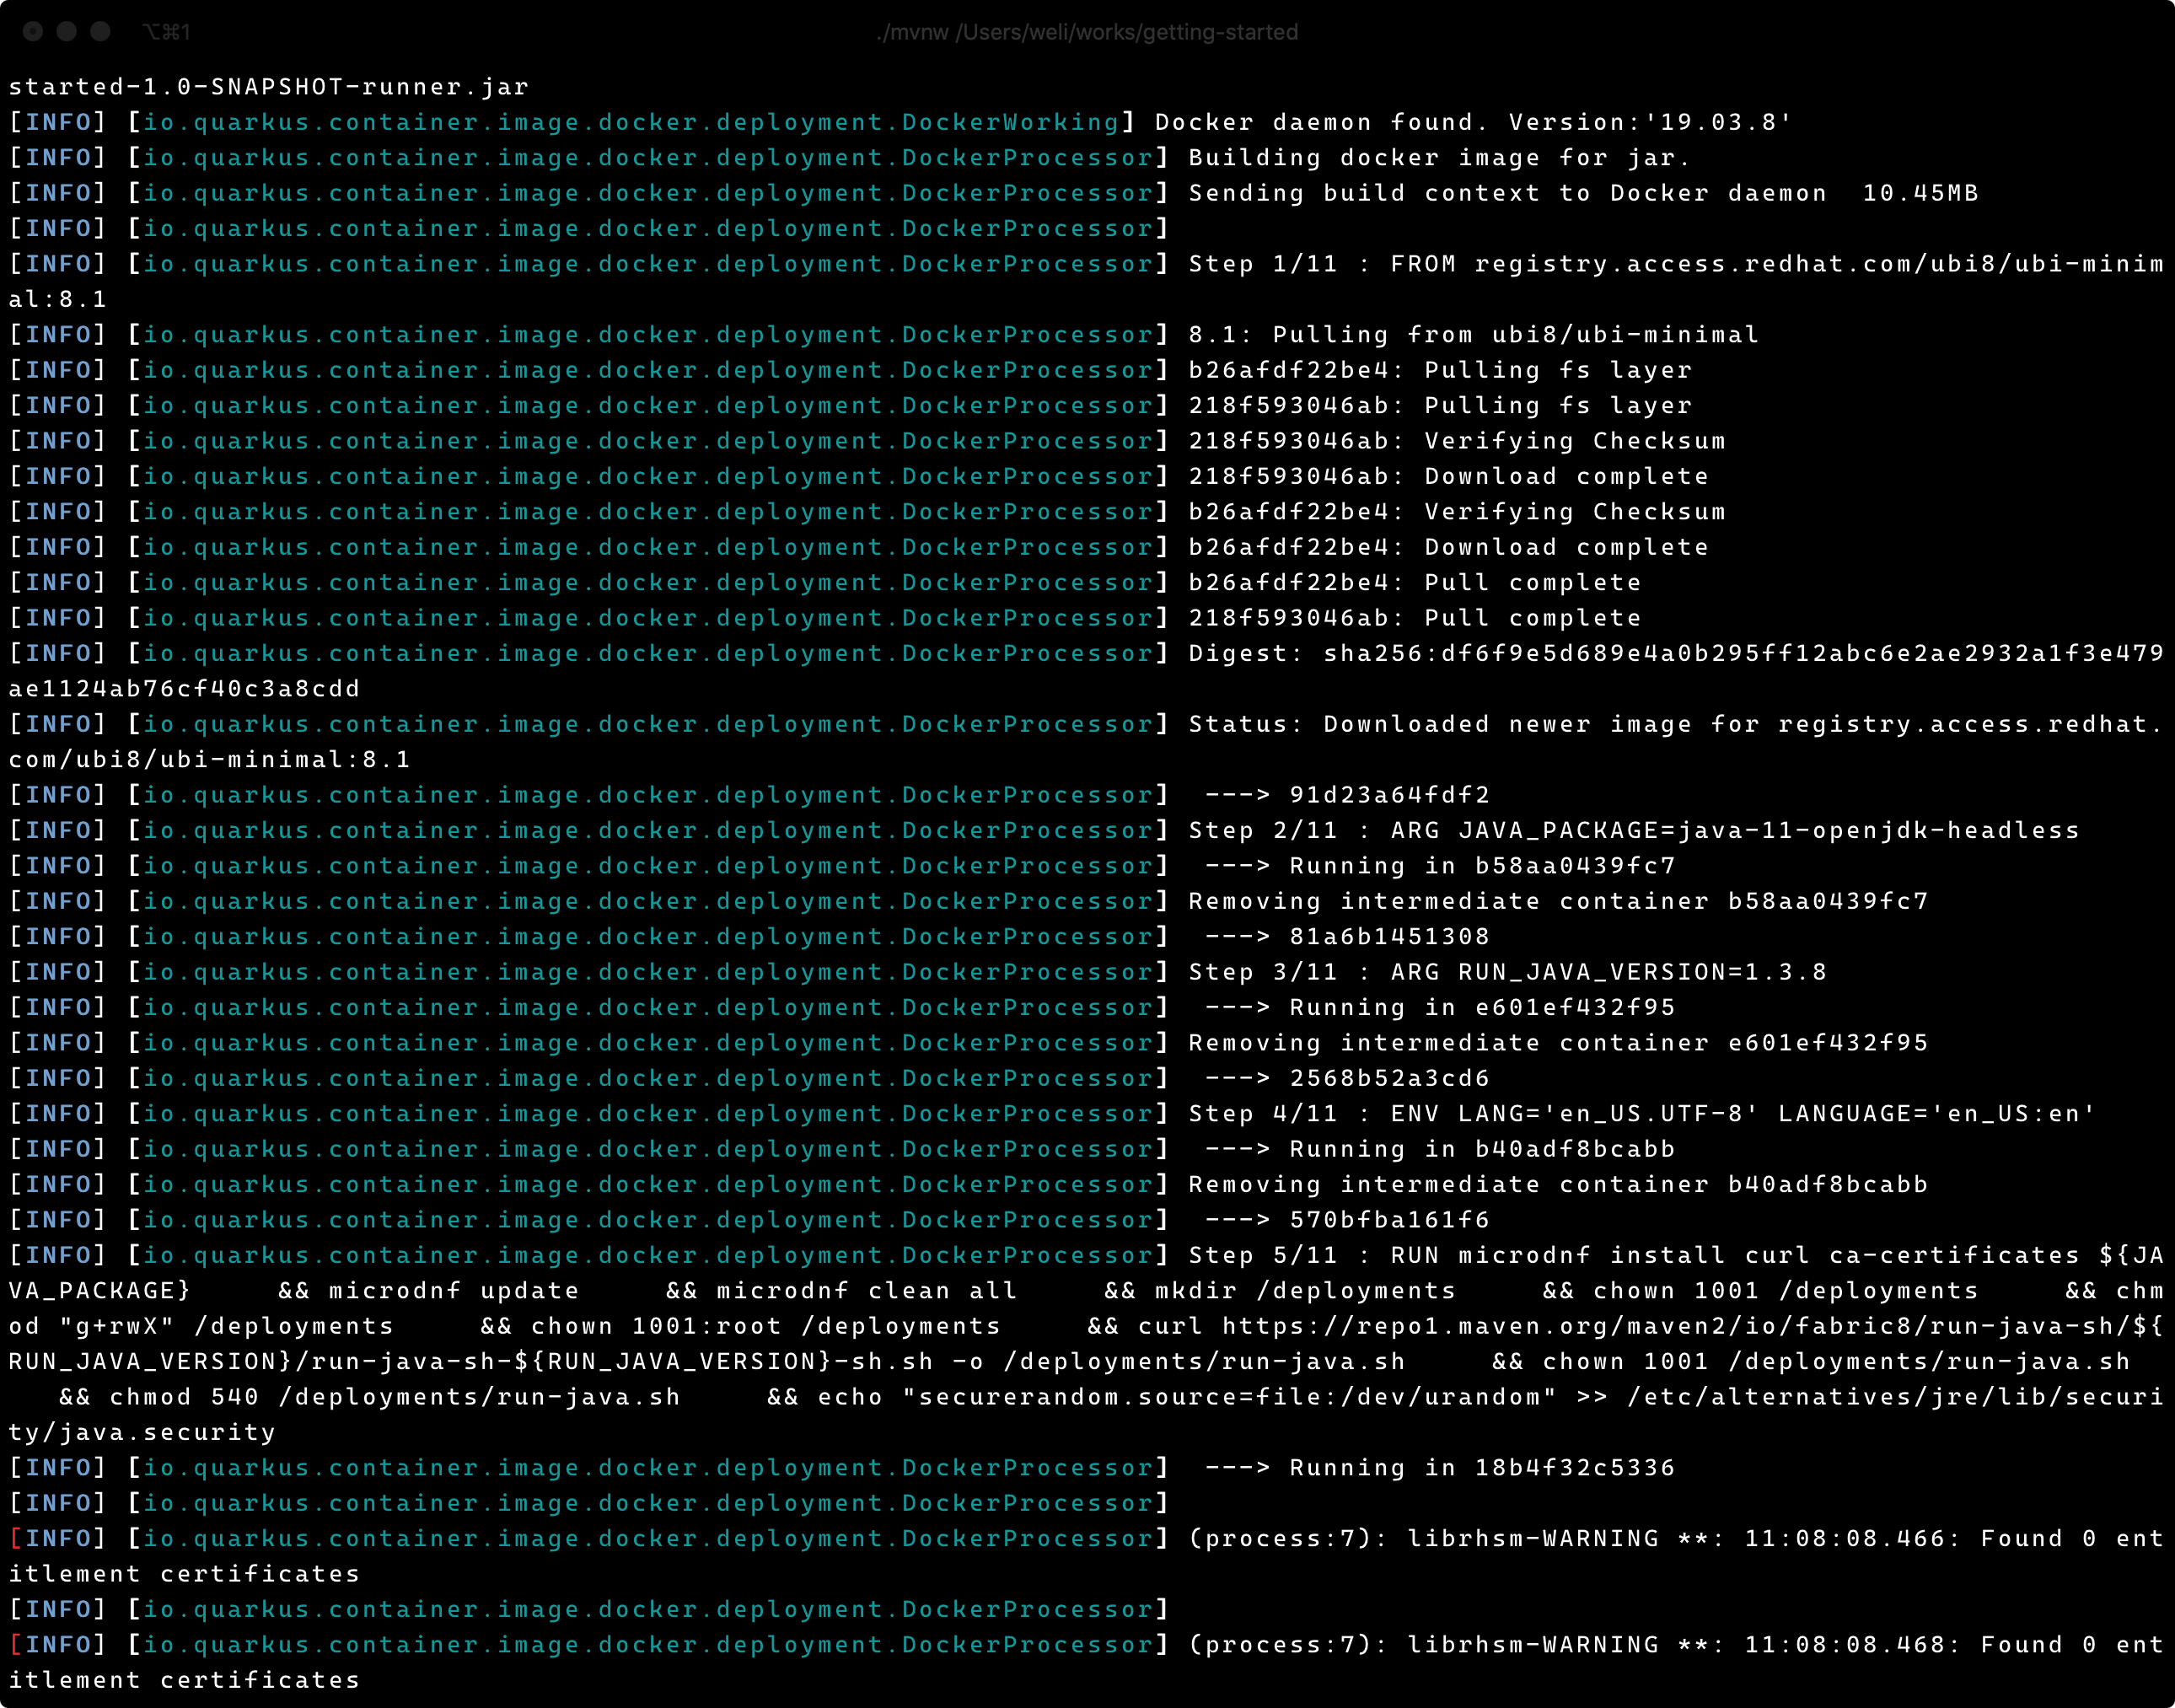 ⌥⌘1
./mvnw /Users/weli/works/getting-started
started-1.0-SNAPSHOT-runner.jar
[INFO] [io.quarkus.container.image.docker.deployment.DockerWorking] Docker daemon found. Version:'19.03.8'
[INFO] [io.quarkus.container.image.docker.deployment.DockerProcessor] Building docker image for jar.
[INFO] [io.quarkus.container.image.docker.deployment.DockerProcessor] Sending build context to Docker daemon  10.45MB
[INFO] [io.quarkus.container.image.docker.deployment.DockerProcessor]
[INFO] [io.quarkus.container.image.docker.deployment.DockerProcessor] Step 1/11 : FROM registry.access.redhat.com/ubi8/ubi-minim
al:8.1
[INFO] [io.quarkus.container.image.docker.deployment.DockerProcessor] 8.1: Pulling from ubi8/ubi-minimal
[INFO] [io.quarkus.container.image.docker.deployment.DockerProcessor] b26afdf22be4: Pulling fs layer
[INFO] [io.quarkus.container.image.docker.deployment.DockerProcessor] 218f593046ab: Pulling fs layer
[INFO] [io.quarkus.container.image.docker.deployment.DockerProcessor] 218f593046ab: Verifying Checksum
[INFO] [io.quarkus.container.image.docker.deployment.DockerProcessor] 218f593046ab: Download complete
[INFO] [io.quarkus.container.image.docker.deployment.DockerProcessor] b26afdf22be4: Verifying Checksum
[INFO] [io.quarkus.container.image.docker.deployment.DockerProcessor] b26afdf22be4: Download complete
[INFO] [io.quarkus.container.image.docker.deployment.DockerProcessor] b26afdf22be4: Pull complete
[INFO] [io.quarkus.container.image.docker.deployment.DockerProcessor] 218f593046ab: Pull complete
[INFO] [io.quarkus.container.image.docker.deployment.DockerProcessor] Digest: sha256:df6f9e5d689e4a0b295ff12abc6e2ae2932a1f3e479
ae1124ab76cf40c3a8cdd
[INFO] [io.quarkus.container.image.docker.deployment.DockerProcessor] Status: Downloaded newer image for registry.access.redhat.
com/ubi8/ubi-minimal:8.1
[INFO] [io.quarkus.container.image.docker.deployment.DockerProcessor]  ---> 91d23a64fdf2
[INFO] [io.quarkus.container.image.docker.deployment.DockerProcessor] Step 2/11 : ARG JAVA_PACKAGE=java-11-openjdk-headless
[INFO] [io.quarkus.container.image.docker.deployment.DockerProcessor]  ---> Running in b58aa0439fc7
[INFO] [io.quarkus.container.image.docker.deployment.DockerProcessor] Removing intermediate container b58aa0439fc7
[INFO] [io.quarkus.container.image.docker.deployment.DockerProcessor]  ---> 81a6b1451308
[INFO] [io.quarkus.container.image.docker.deployment.DockerProcessor] Step 3/11 : ARG RUN_JAVA_VERSION=1.3.8
[INFO] [io.quarkus.container.image.docker.deployment.DockerProcessor]  ---> Running in e601ef432f95
[INFO] [io.quarkus.container.image.docker.deployment.DockerProcessor] Removing intermediate container e601ef432f95
[INFO] [io.quarkus.container.image.docker.deployment.DockerProcessor]  ---> 2568b52a3cd6
[INFO] [io.quarkus.container.image.docker.deployment.DockerProcessor] Step 4/11 : ENV LANG='en_US.UTF-8' LANGUAGE='en_US:en'
[INFO] [io.quarkus.container.image.docker.deployment.DockerProcessor]  ---> Running in b40adf8bcabb
[INFO] [io.quarkus.container.image.docker.deployment.DockerProcessor] Removing intermediate container b40adf8bcabb
[INFO] [io.quarkus.container.image.docker.deployment.DockerProcessor]  ---> 570bfba161f6
[INFO] [io.quarkus.container.image.docker.deployment.DockerProcessor] Step 5/11 : RUN microdnf install curl ca-certificates ${JA
VA_PACKAGE}     && microdnf update     && microdnf clean all     && mkdir /deployments     && chown 1001 /deployments     && chm
od "g+rwX" /deployments     && chown 1001:root /deployments     && curl https://repo1.maven.org/maven2/io/fabric8/run-java-sh/${
RUN_JAVA_VERSION}/run-java-sh-${RUN_JAVA_VERSION}-sh.sh -o /deployments/run-java.sh     && chown 1001 /deployments/run-java.sh
   && chmod 540 /deployments/run-java.sh     && echo "securerandom.source=file:/dev/urandom" >> /etc/alternatives/jre/lib/securi
ty/java.security
[INFO] [io.quarkus.container.image.docker.deployment.DockerProcessor]  ---> Running in 18b4f32c5336
[INFO] [io.quarkus.container.image.docker.deployment.DockerProcessor]
[INFO] [io.quarkus.container.image.docker.deployment.DockerProcessor] (process:7): librhsm-WARNING **: 11:08:08.466: Found 0 ent
itlement certificates
[INFO] [io.quarkus.container.image.docker.deployment.DockerProcessor]
[INFO] [io.quarkus.container.image.docker.deployment.DockerProcessor] (process:7): librhsm-WARNING **: 11:08:08.468: Found 0 ent
itlement certificates